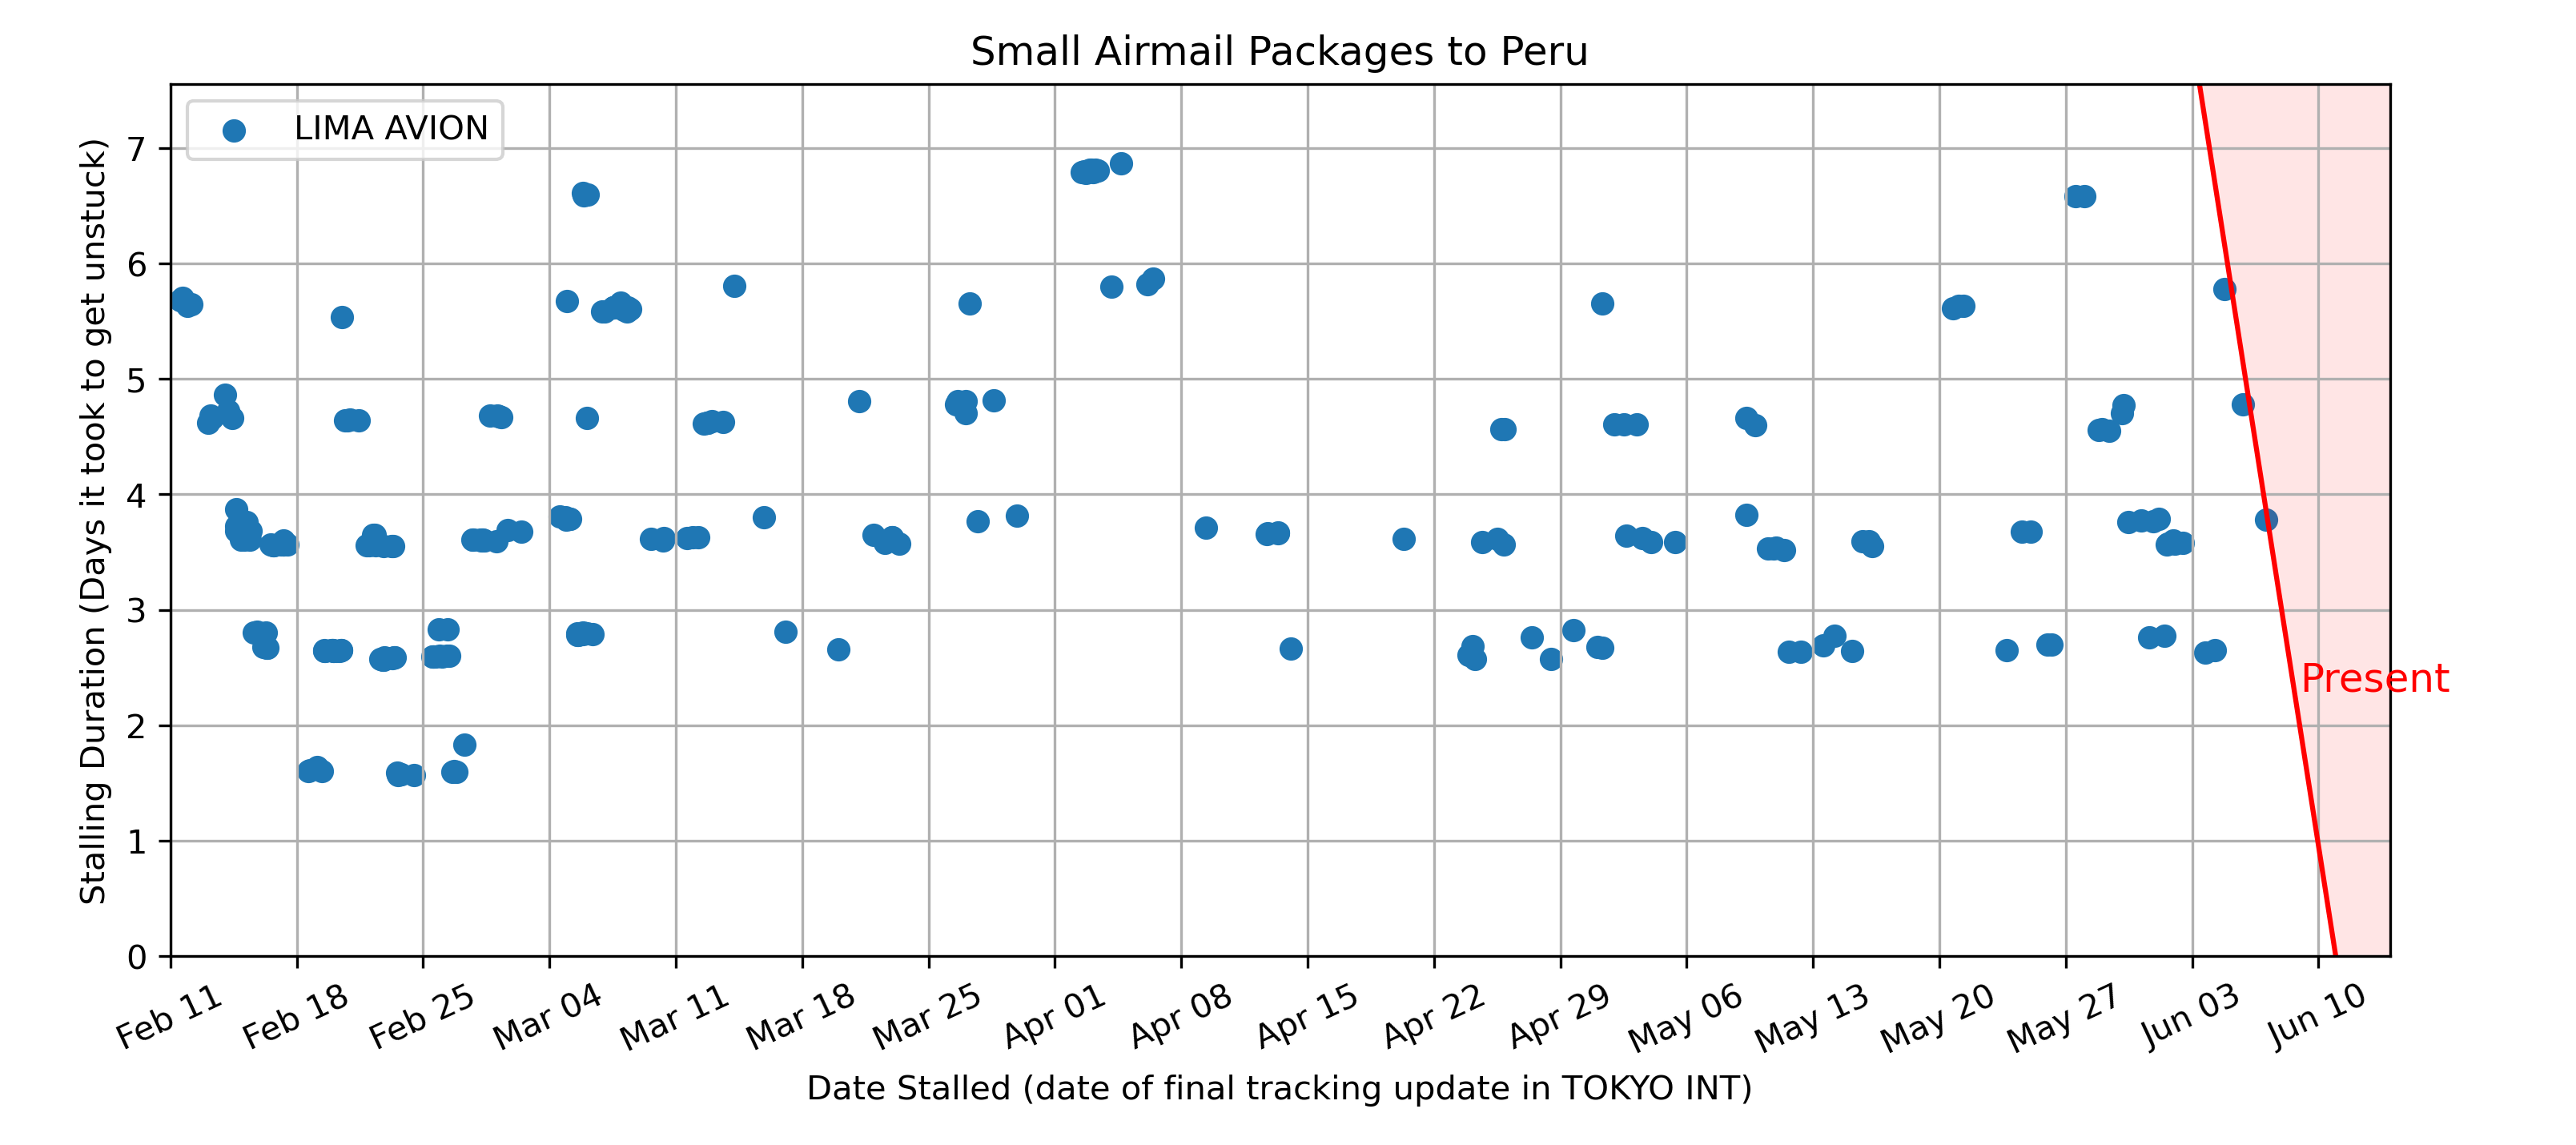 Small Airmail Packages to Peru
LIMA AVION
Stalling Duration (Days it took to get unstuck)
7
6
5
4
3
2
1
0
Present
Feb 11
Feb 18
Feb 25
Mar 04
Mar 11
Mar 18
Mar 25
Apr 01
Apr 08
Apr 15
Apr 22
Apr 29
May 06
May 13
May 20
May 27
Jun 03
Jun 10
Date Stalled (date of final tracking update in TOKYO INT)